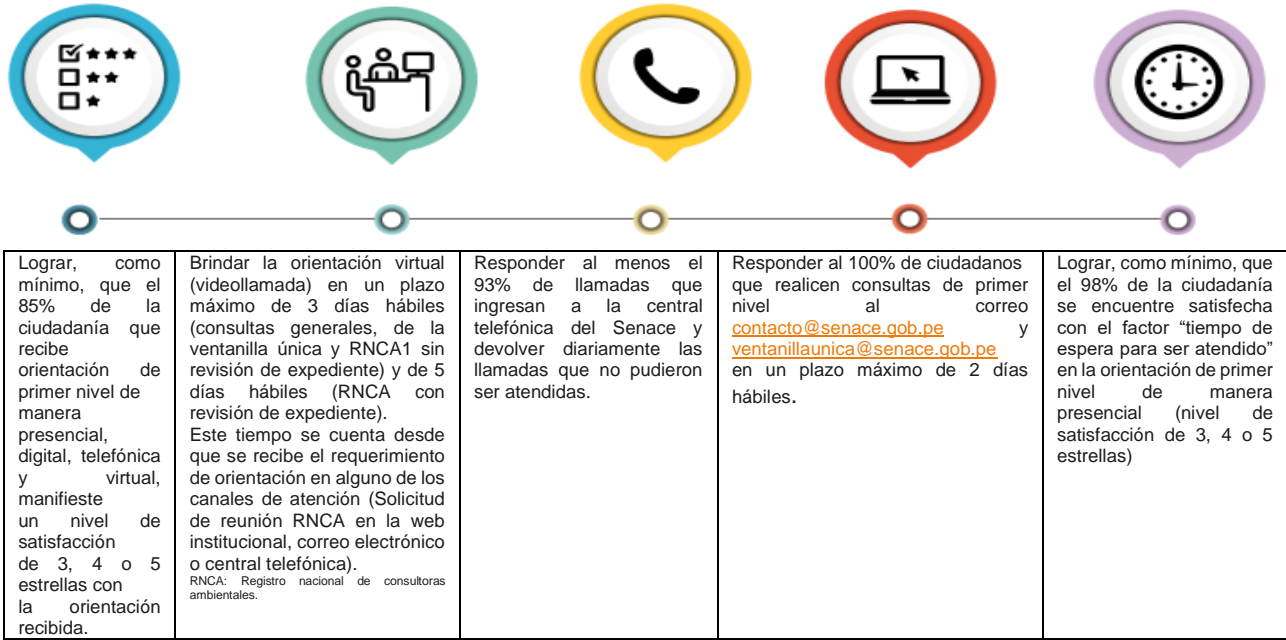 Lograr, como
mínimo, que el
85% de la
ciudadanía que
recibe
orientación de
primer nivel de
manera
presencial,
digital, telefónica
y virtual,
manifieste
un nivel de
satisfacción
de 3, 4 o 5
estrellas con
la orientación
recibida.
Brindar la orientación virtual
(videollamada) en un plazo
máximo de 3 días hábiles
(consultas generales, de la
ventanilla única y RNCA1 sin
revisión de expediente) y de 5
días hábiles (RNCA con
revisión de expediente).
Este tiempo se cuenta desde
que se recibe el requerimiento
de orientación en alguno de los
canales de atención (Solicitud
de reunión RNCA en la web
institucional, correo electrónico
o central telefónica).
RNCA: Registro nacional de consultoras
ambientales.
Responder al menos el
93% de llamadas que
ingresan a la central
telefónica del Senace y
devolver diariamente las
llamadas que no pudieron
ser atendidas.
Responder al 100% de ciudadanos
que realicen consultas de primer
nivel al correo
contacto@senace.gob.pe y
ventanillaunica@senace.gob.pe
en un plazo máximo de 2 días
hábiles.
Lograr, como mínimo, que
el 98% de la ciudadanía
se encuentre satisfecha
con el factor “tiempo de
espera para ser atendido”
en la orientación de primer
nivel de manera
presencial (nivel de
satisfacción de 3, 4 o 5
estrellas)